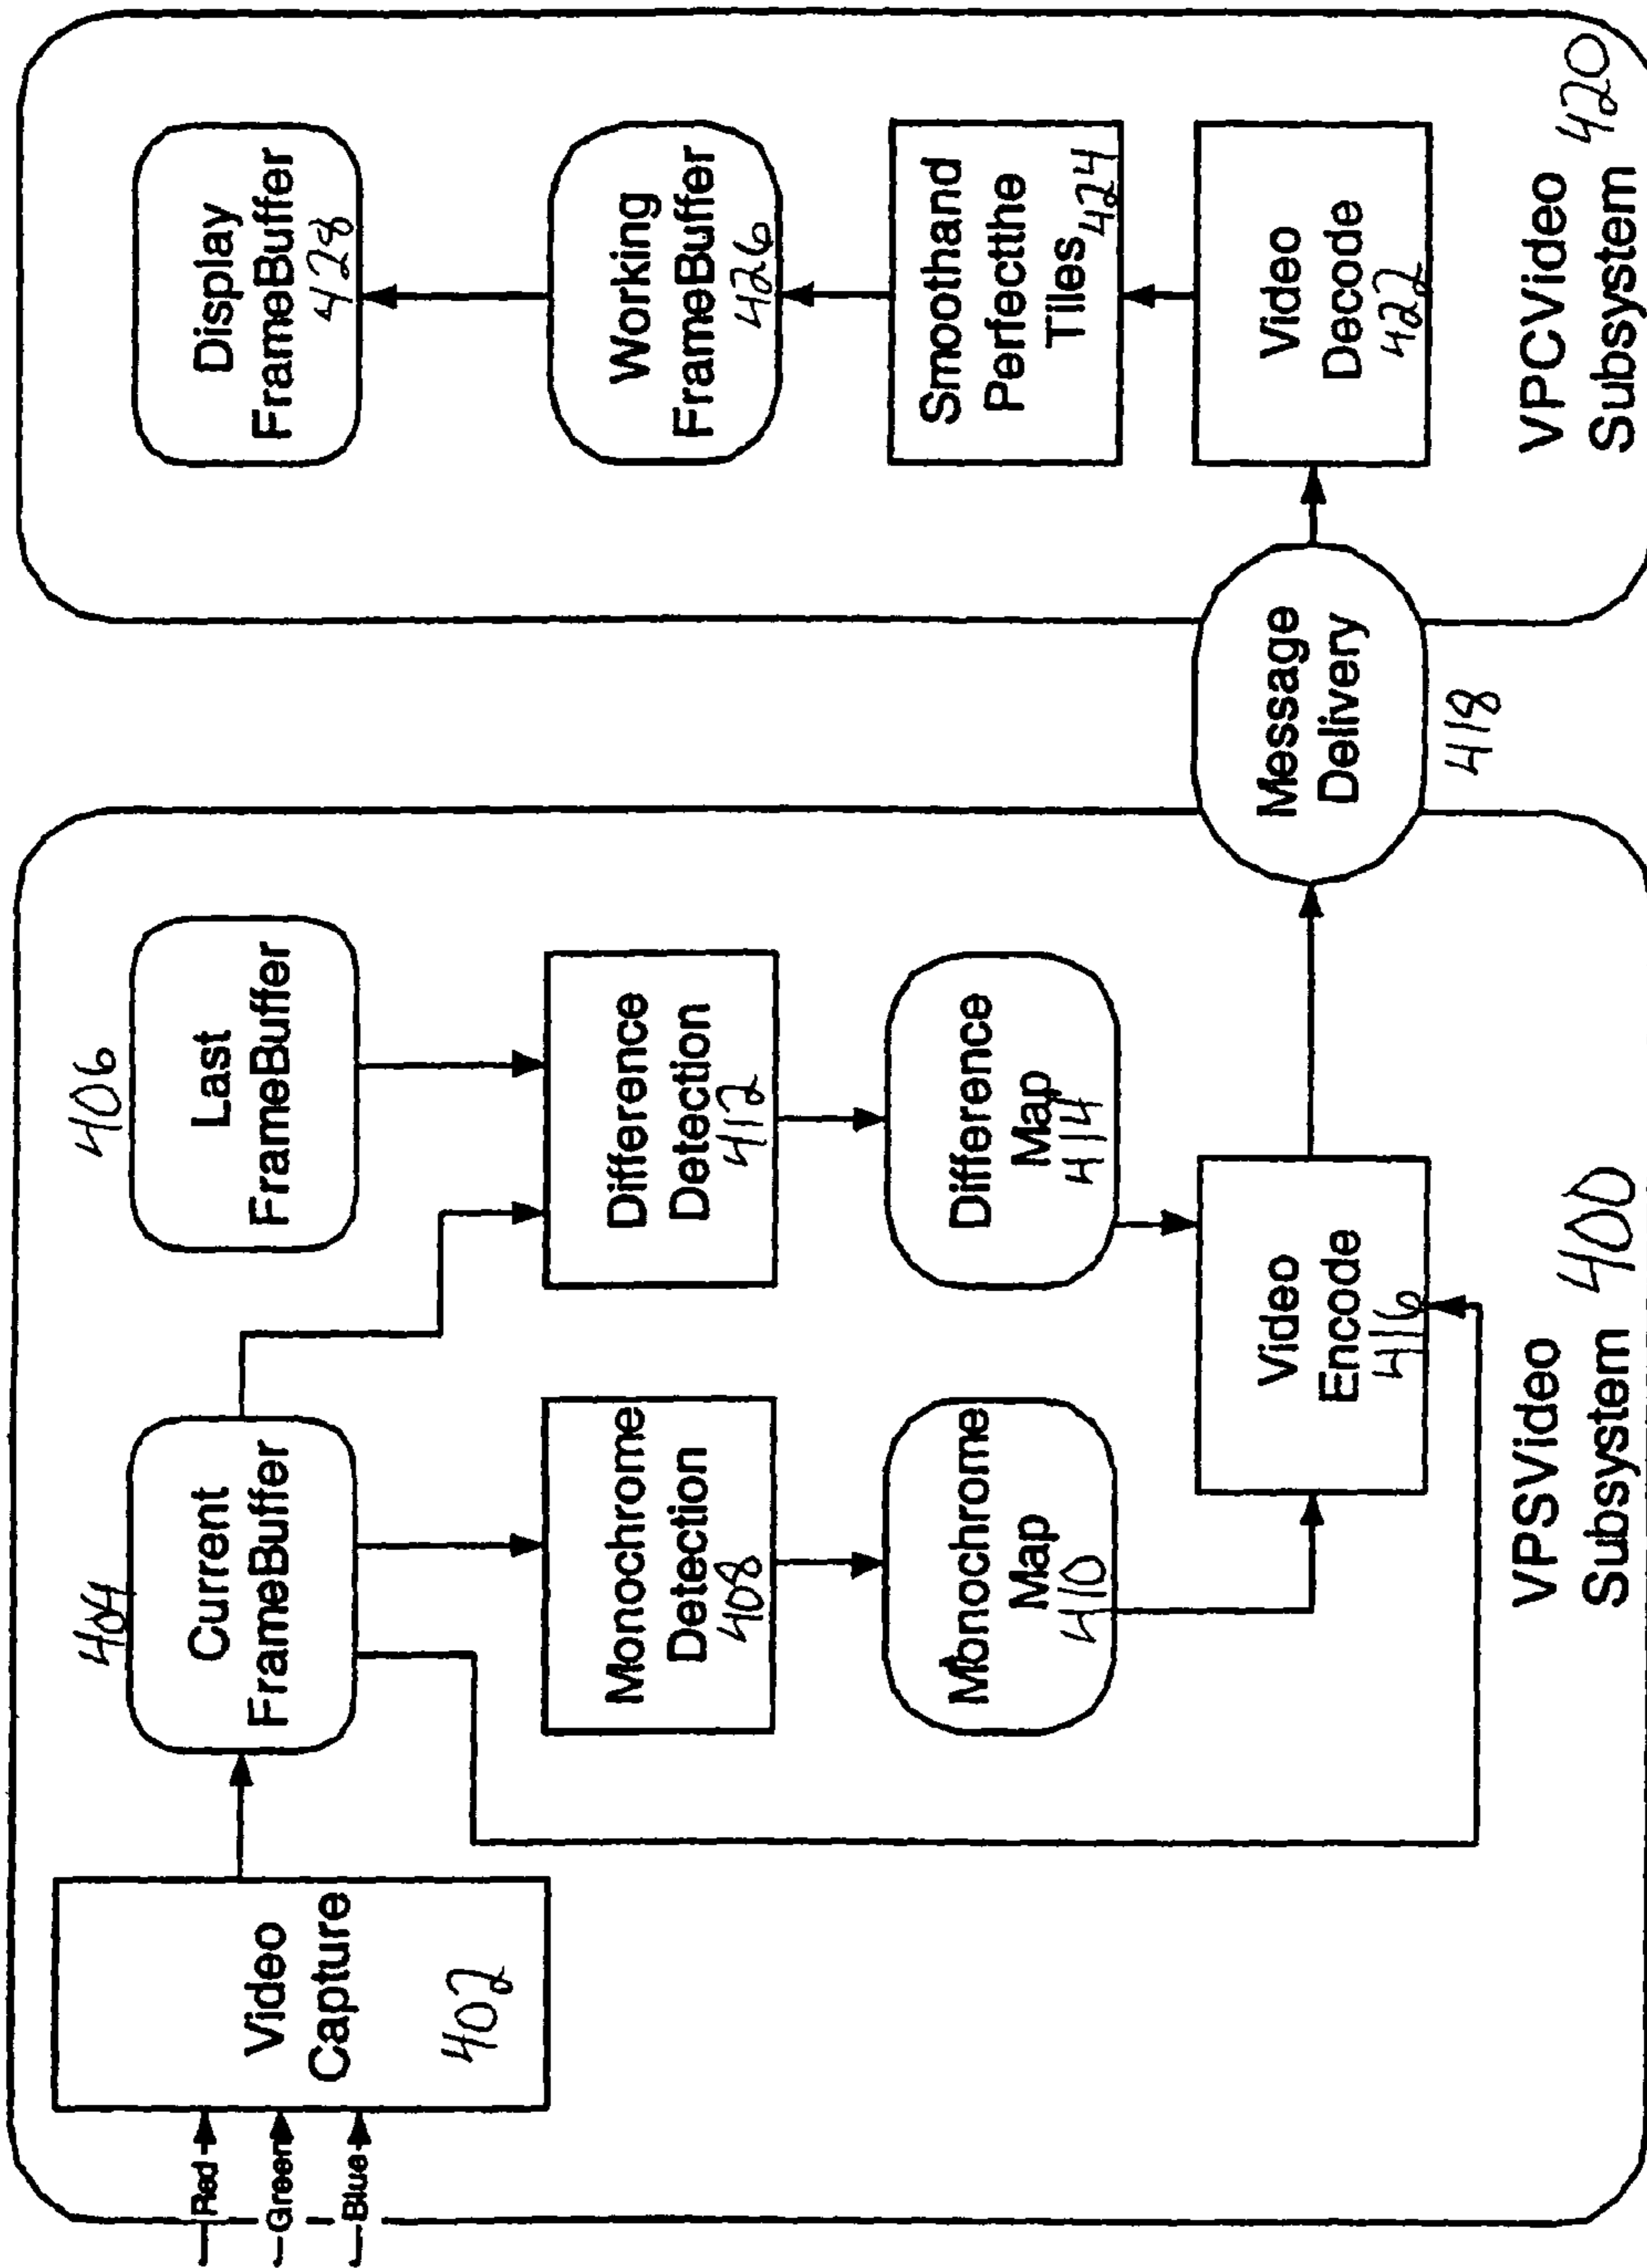 Red
Green
Blue
Video
Capture
402
404
Current
FrameBuffer
406
Last
FrameBuffer
Monochrome
Detection
408
Difference
Detection
412
Monochrome
Map
410
Difference
Map
414
Video
Encode
416
VPSVideo
Subsystem 400
Message
Delivery
418
Display
FrameBuffer
428
Working
FrameBuffer
426
Smoothand
Perfectthe
Tiles 424
Video
Decode
422
VPCVideo
Subsystem 420